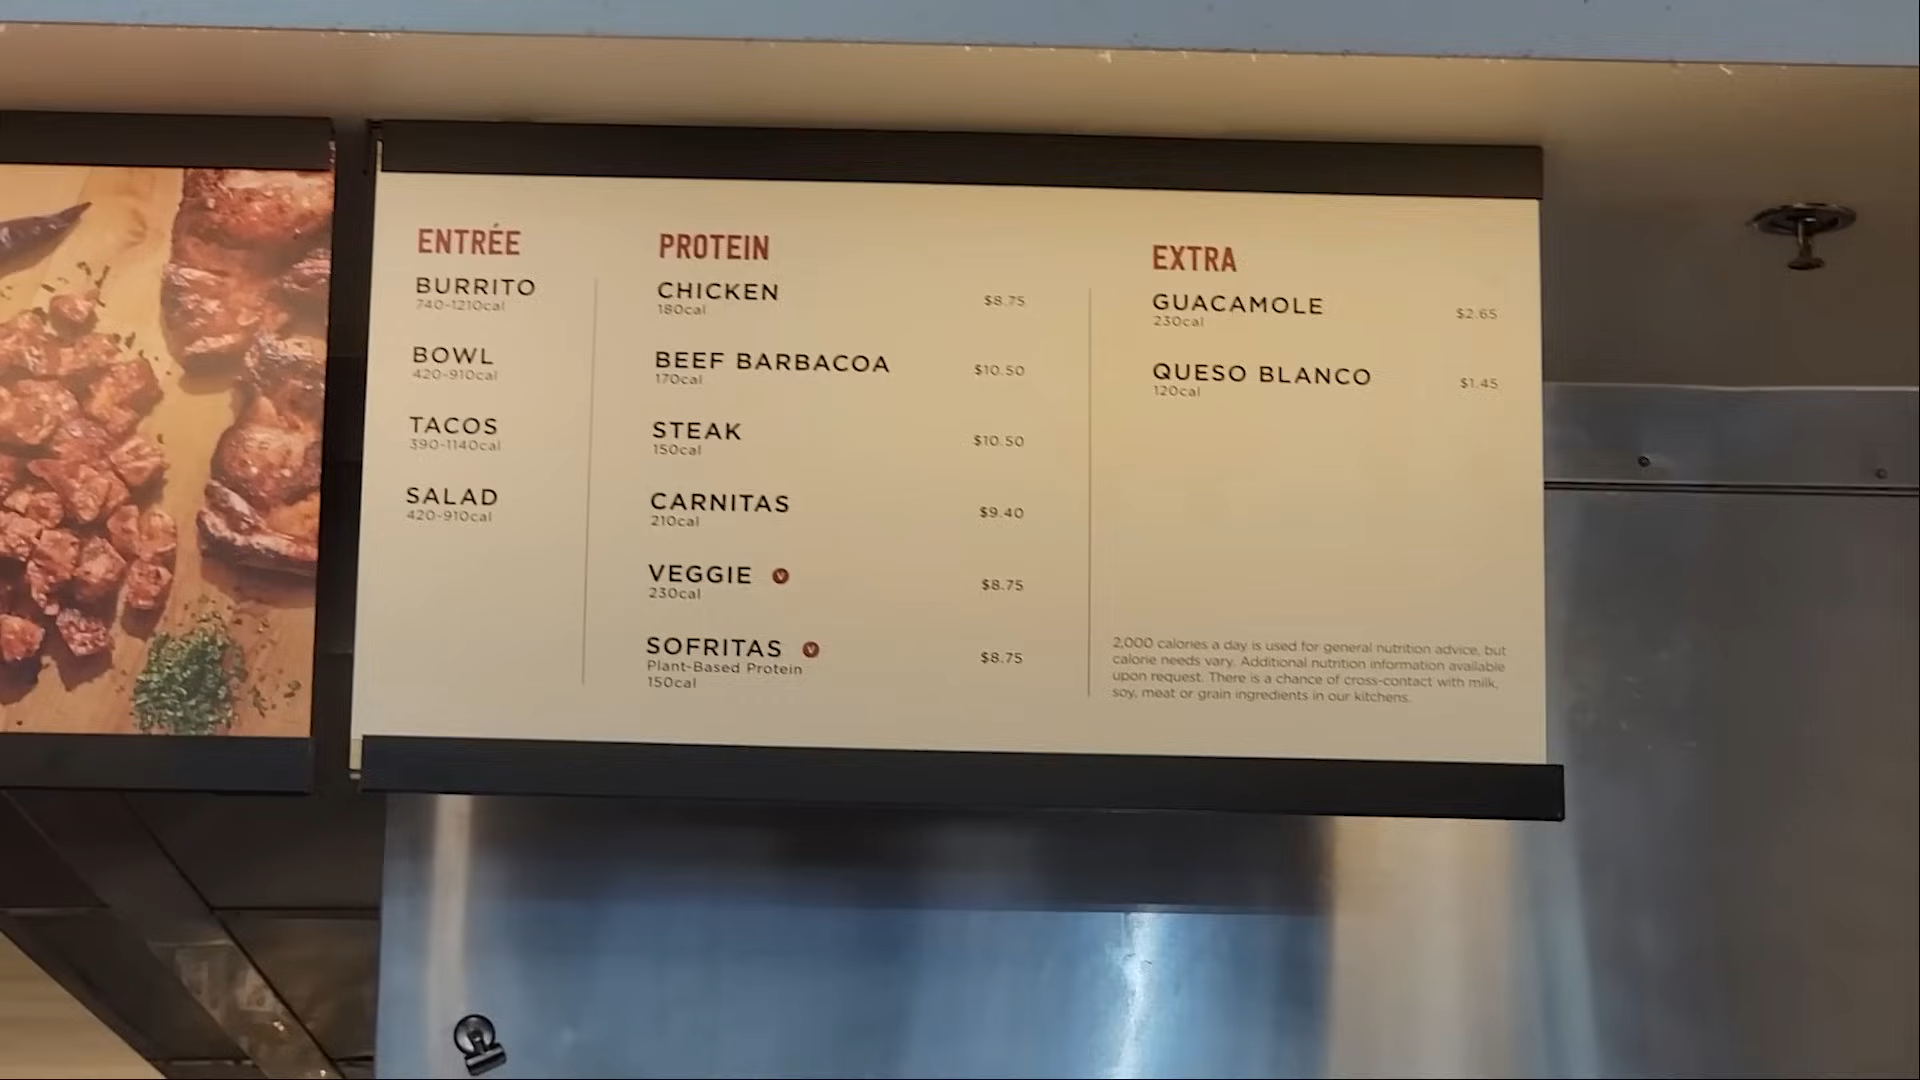 ENTRÉE
BURRITO
740-1210cal
BOWL
420-910cal
TACOS
390-1140cal
SALAD
420-910cal
PROTEIN
CHICKEN $8.75
180cal
BEEF BARBACOA $10.50
170cal
STEAK $10.50
150cal
CARNITAS $9.40
210cal
VEGGIE V $8.75
230cal
SOFRITAS V $8.75
Plant-Based Protein
150cal
EXTRA
GUACAMOLE $2.65
230cal
QUESO BLANCO $1.45
120cal
2,000 calories a day is used for general nutrition advice, but
calorie needs vary. Additional nutrition information available
upon request. There is a chance of cross-contact with milk,
soy, meat or grain ingredients in our kitchens.